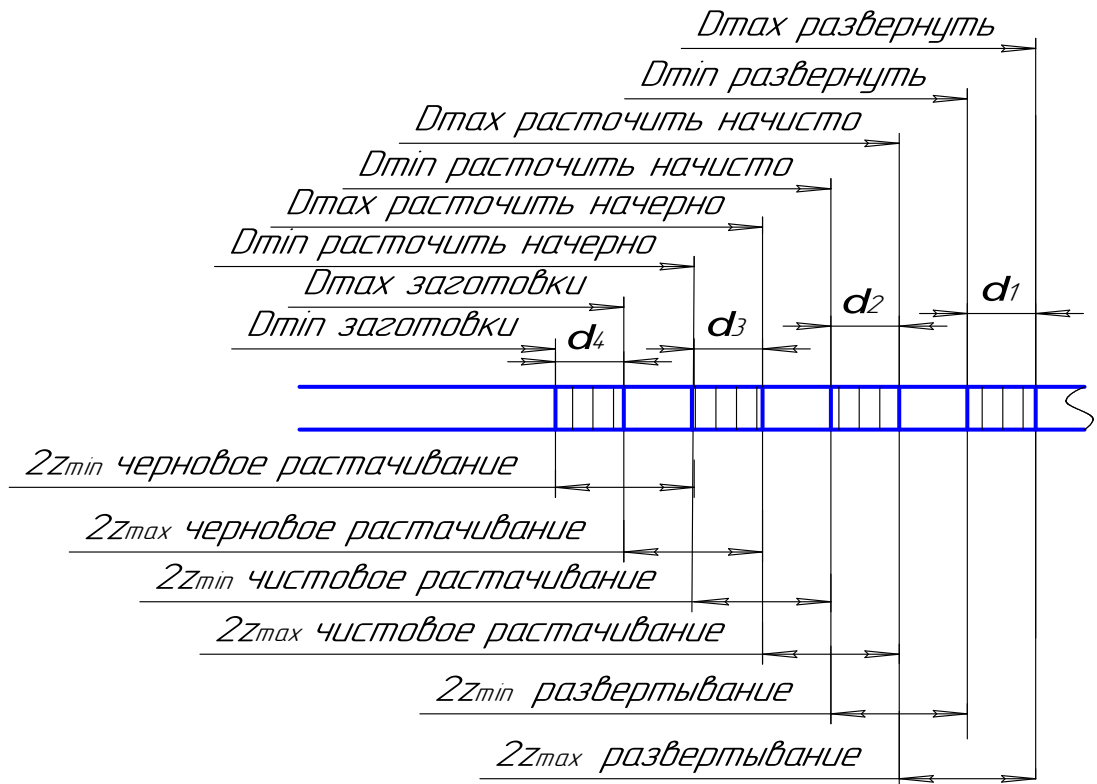 Dmax развернуть
Dmin развернуть
Dmax расточить начисто
Dmin расточить начисто
Dmax расточить начерно
Dmin расточить начерно
Dmax заготовки
Dmin заготовки
d4
d3
d2
d1
2zmin черновое растачивание
2zmax черновое растачивание
2zmin чистовое растачивание
2zmax чистовое растачивание
2zmin развертывание
2zmax развертывание